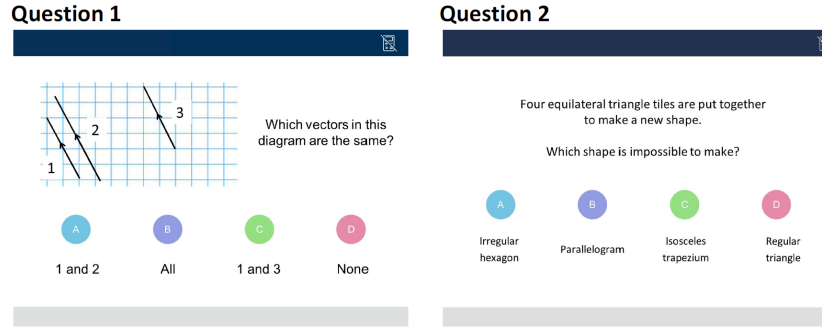 Question 1
3
2
1
Which vectors in this
diagram are the same?
A
B
C
D
1 and 2
All
1 and 3
None
Question 2
Four equilateral triangle tiles are put together
to make a new shape.
Which shape is impossible to make?
A
B
C
D
Irregular
hexagon
Parallelogram
Isosceles
trapezium
Regular
triangle